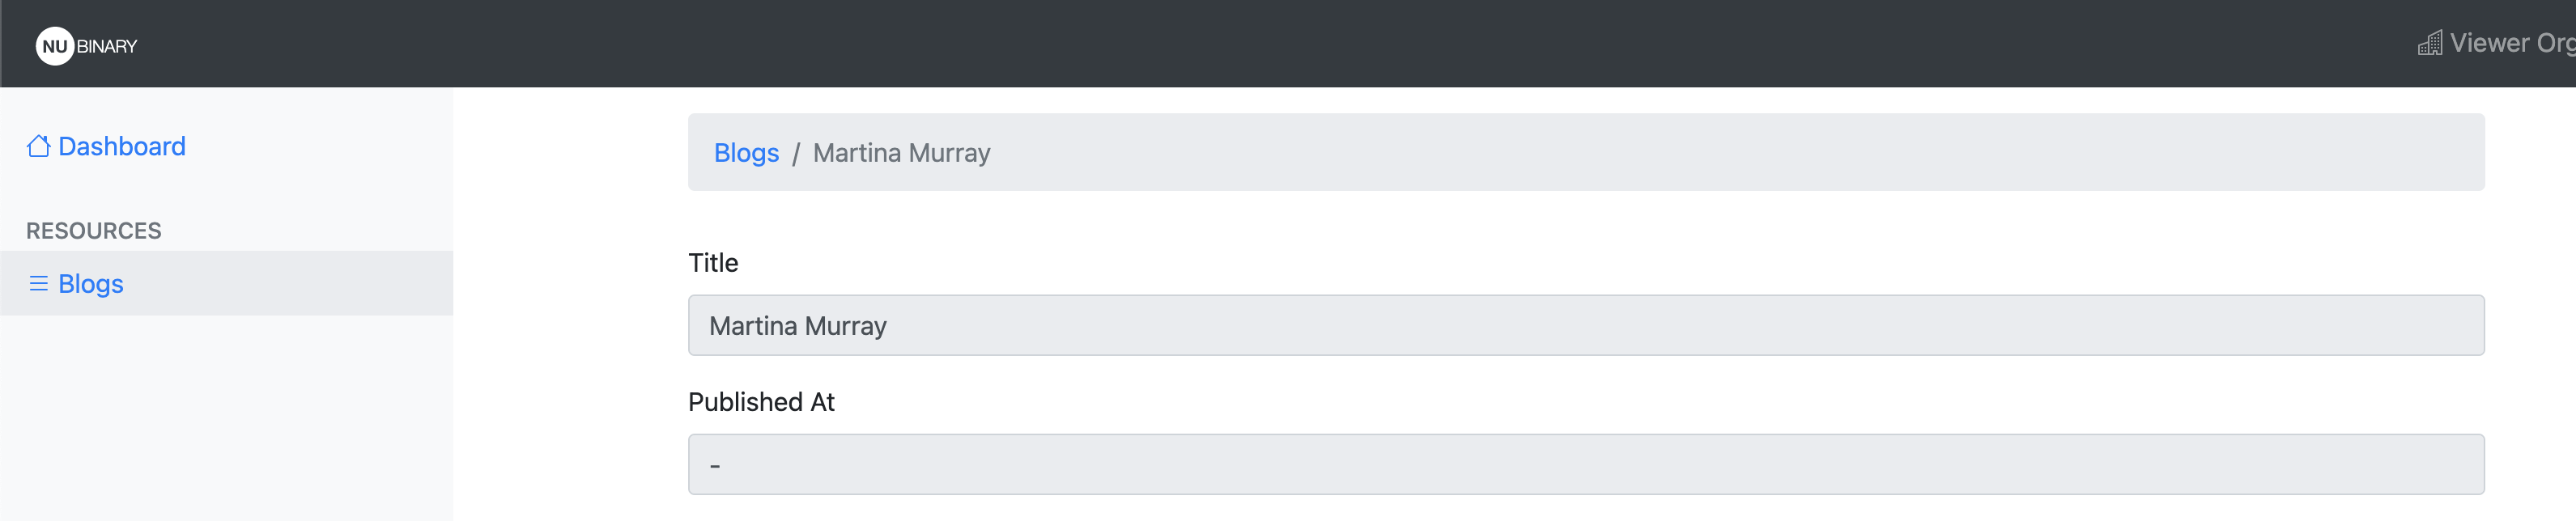 NU BINARY
Viewer Org
Dashboard
RESOURCES
Blogs
Blogs / Martina Murray
Title
Martina Murray
Published At
-